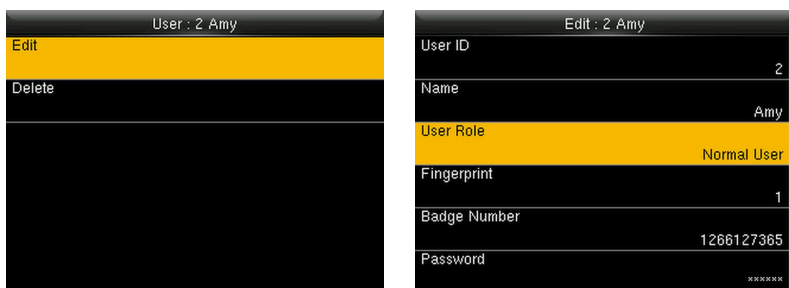 User : 2 Amy
Edit
Delete
Edit : 2 Amy
User ID
2
Name
Amy
User Role
Normal User
Fingerprint
1
Badge Number
1266127365
Password
******